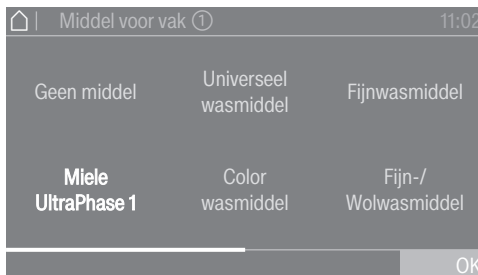 Middel voor vak ①
11:02
Geen middel
Universeel
wasmiddel
Fijnwasmiddel
Miele
UltraPhase 1
Color
wasmiddel
Fijn-/
Wolwasmiddel
OK